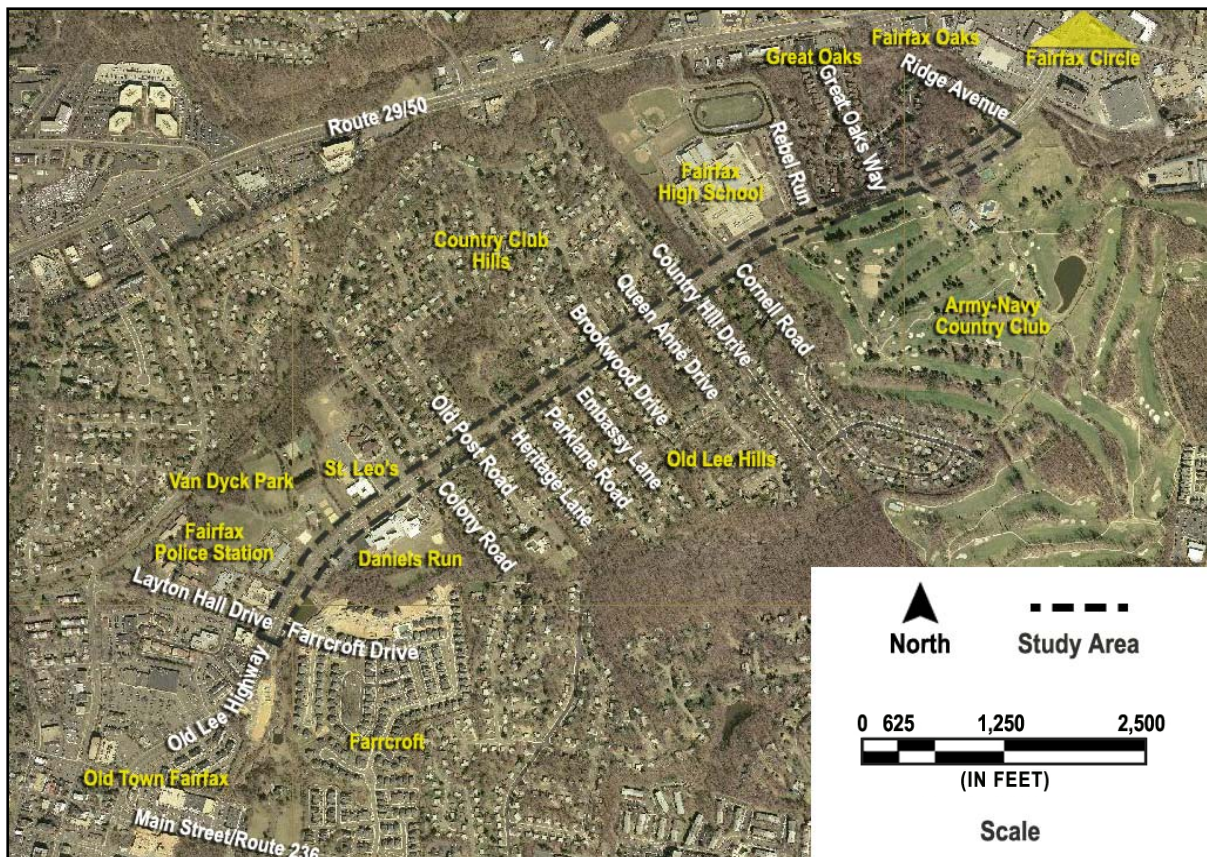 Fairfax Oaks
Great Oaks
Fairfax Circle
Ridge Avenue
Great Oaks Way
Route 29/50
Rebel Run
Fairfax
High School
Country Club
Hills
Country Hill Drive
Cornell Road
Queen Anne Drive
Army-Navy
Country Club
Brookwood Drive
Embassy Lane
Parklane Road
Old Post Road
Heritage Lane
Old Lee Hills
St. Leo's
Van Dyck Park
Colony Road
Fairfax
Police Station
Daniels Run
Layton Hall Drive
Farrcroft Drive
Old Lee Highway
Farrcroft
Old Town Fairfax
Main Street/Route 236
North
Study Area
0 625 1,250 2,500
(IN FEET)
Scale